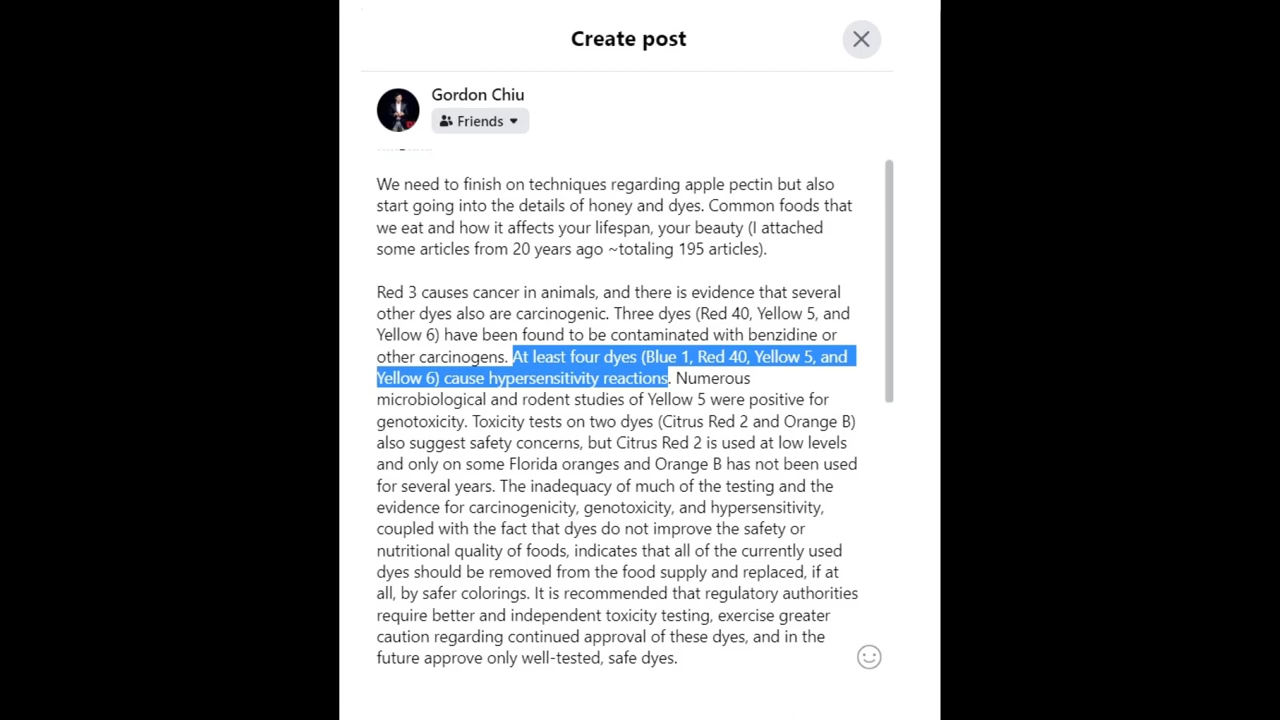 Create post
Gordon Chiu
Friends
We need to finish on techniques regarding apple pectin but also
start going into the details of honey and dyes. Common foods that
we eat and how it affects your lifespan, your beauty (I attached
some articles from 20 years ago ~totaling 195 articles).
Red 3 causes cancer in animals, and there is evidence that several
other dyes also are carcinogenic. Three dyes (Red 40, Yellow 5, and
Yellow 6) have been found to be contaminated with benzidine or
other carcinogens. At least four dyes (Blue 1, Red 40, Yellow 5, and
Yellow 6) cause hypersensitivity reactions. Numerous
microbiological and rodent studies of Yellow 5 were positive for
genotoxicity. Toxicity tests on two dyes (Citrus Red 2 and Orange B)
also suggest safety concerns, but Citrus Red 2 is used at low levels
and only on some Florida oranges and Orange B has not been used
for several years. The inadequacy of much of the testing and the
evidence for carcinogenicity, genotoxicity, and hypersensitivity,
coupled with the fact that dyes do not improve the safety or
nutritional quality of foods, indicates that all of the currently used
dyes should be removed from the food supply and replaced, if at
all, by safer colorings. It is recommended that regulatory authorities
require better and independent toxicity testing, exercise greater
caution regarding continued approval of these dyes, and in the
future approve only well-tested, safe dyes.